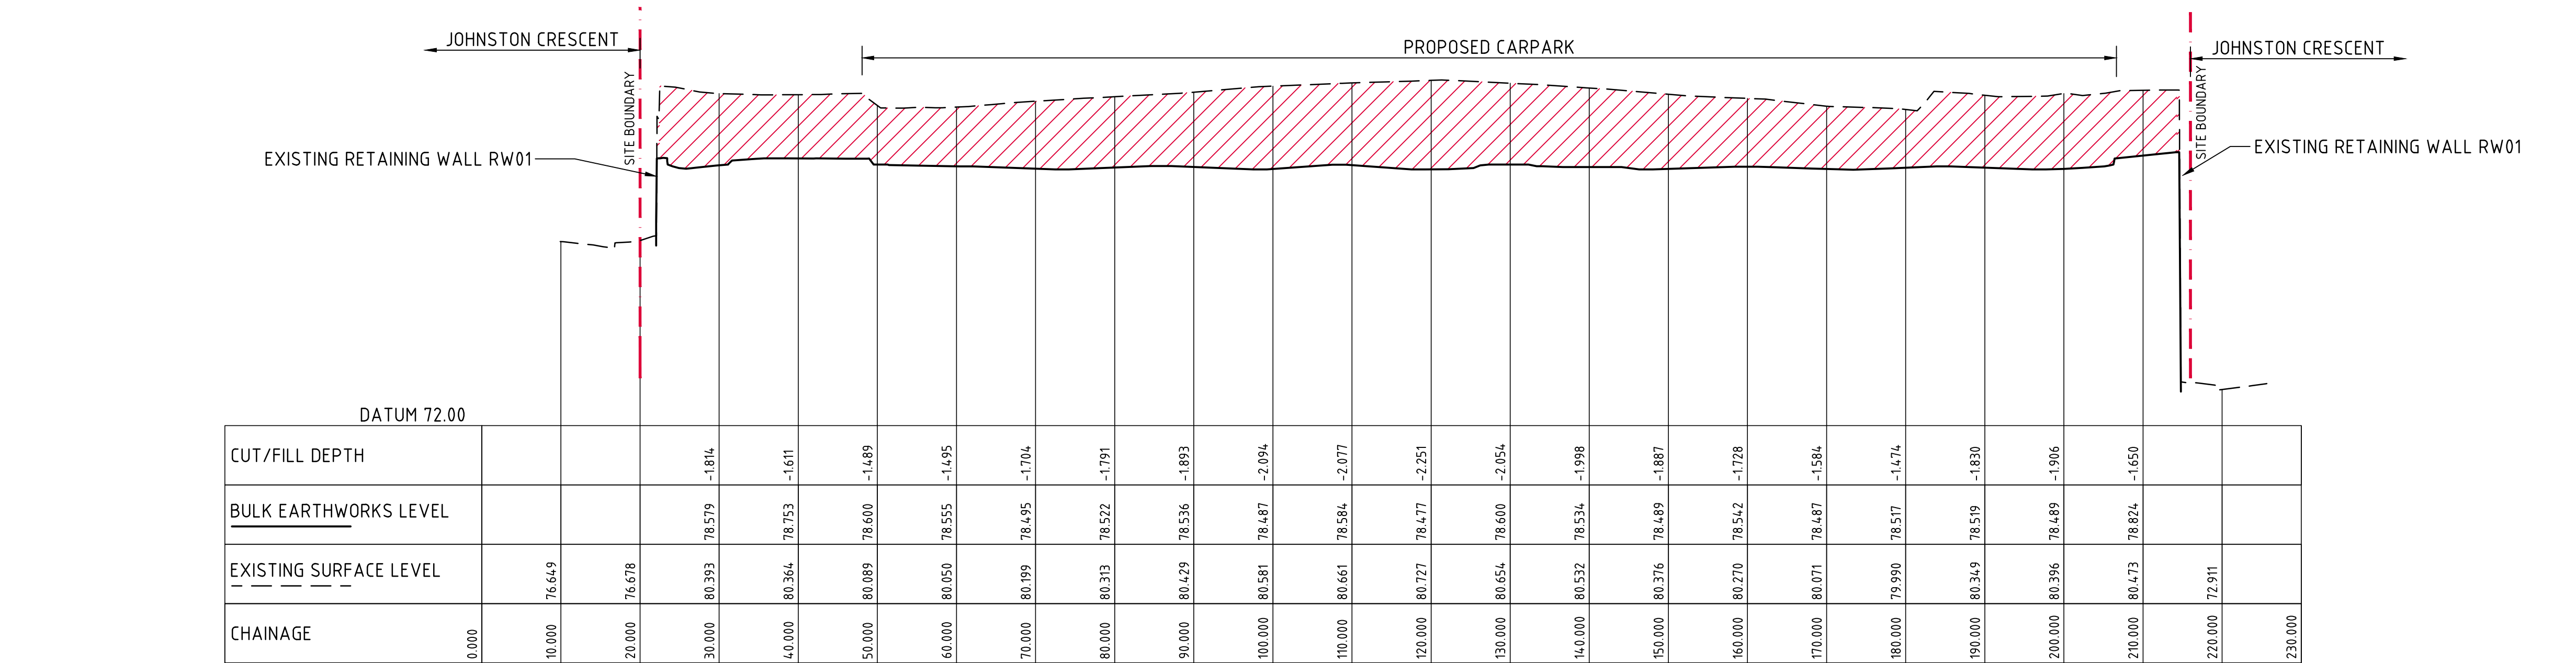 JOHNSTON CRESCENT
PROPOSED CARPARK
JOHNSTON CRESCENT
SITE BOUNDARY
SITE BOUNDARY
EXISTING RETAINING WALL RW01
EXISTING RETAINING WALL RW01
DATUM 72.00
CUT/FILL DEPTH -1.814 -1.611 -1.489 -1.495 -1.704 -1.791 -1.893 -2.094 -2.077 -2.251 -2.054 -1.998 -1.887 -1.728 -1.584 -1.474 -1.830 -1.906 -1.650
BULK EARTHWORKS LEVEL 78.579 78.753 78.600 78.555 78.495 78.522 78.536 78.487 78.584 78.477 78.600 78.534 78.489 78.542 78.487 78.517 78.519 78.489 78.824
EXISTING SURFACE LEVEL 76.649 76.678 80.393 80.364 80.089 80.050 80.199 80.313 80.429 80.581 80.661 80.727 80.654 80.532 80.376 80.270 80.071 79.990 80.349 80.396 80.473 72.911
CHAINAGE 0.000 10.000 20.000 30.000 40.000 50.000 60.000 70.000 80.000 90.000 100.000 110.000 120.000 130.000 140.000 150.000 160.000 170.000 180.000 190.000 200.000 210.000 220.000 230.000